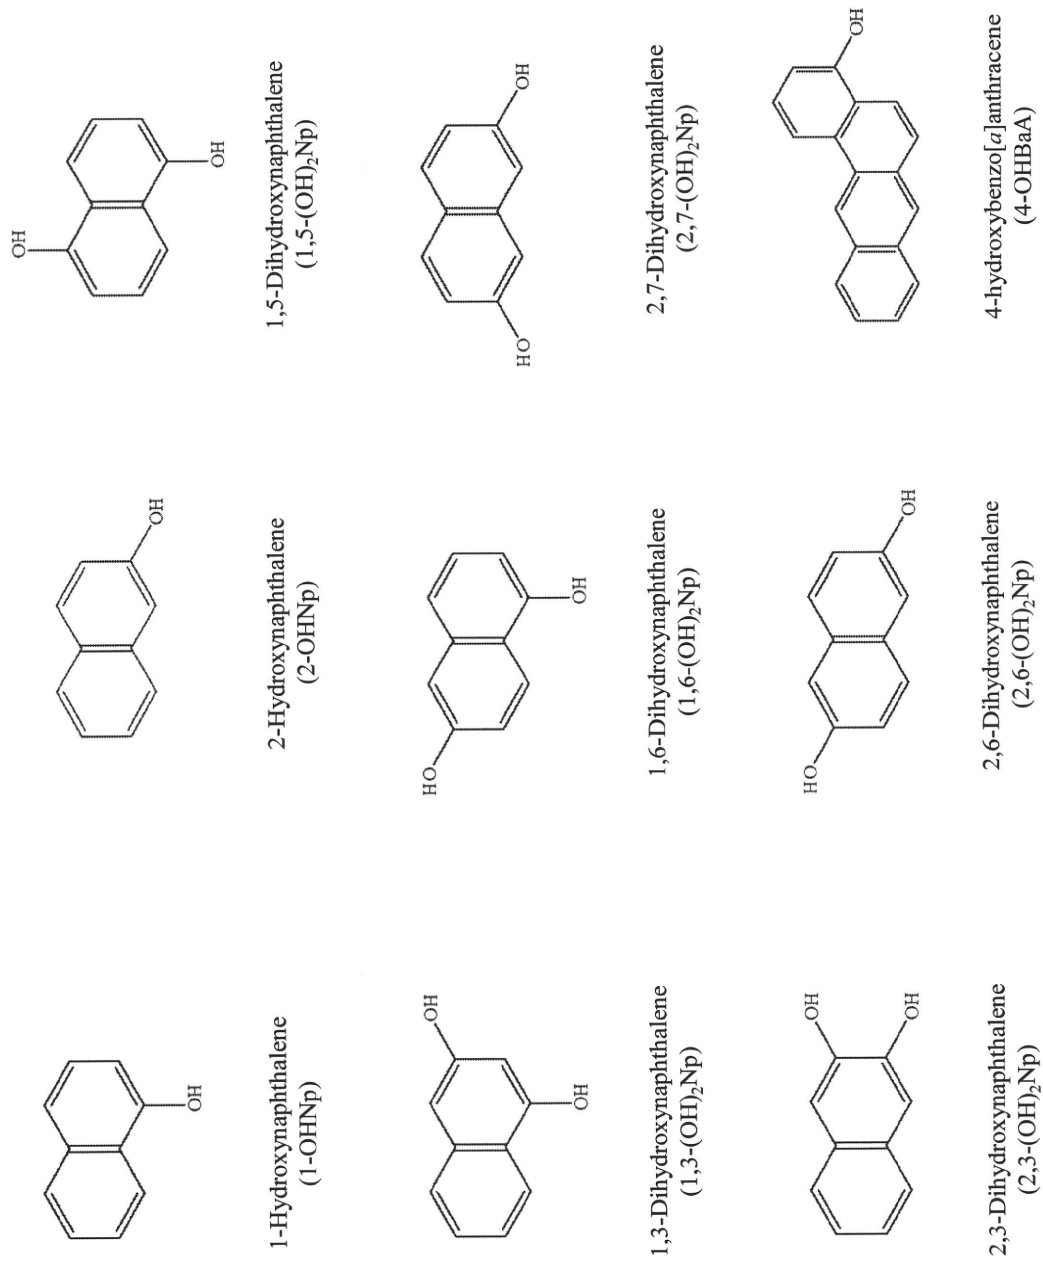 OH
1-Hydroxynaphthalene
(1-OHNp)
OH
2-Hydroxynaphthalene
(2-OHNp)
OH
OH
1,5-Dihydroxynaphthalene
(1,5-(OH)₂Np)
OH
OH
1,3-Dihydroxynaphthalene
(1,3-(OH)₂Np)
HO
OH
1,6-Dihydroxynaphthalene
(1,6-(OH)₂Np)
HO
OH
2,7-Dihydroxynaphthalene
(2,7-(OH)₂Np)
OH
OH
2,3-Dihydroxynaphthalene
(2,3-(OH)₂Np)
HO
OH
2,6-Dihydroxynaphthalene
(2,6-(OH)₂Np)
OH
4-hydroxybenzo[a]anthracene
(4-OHBaA)